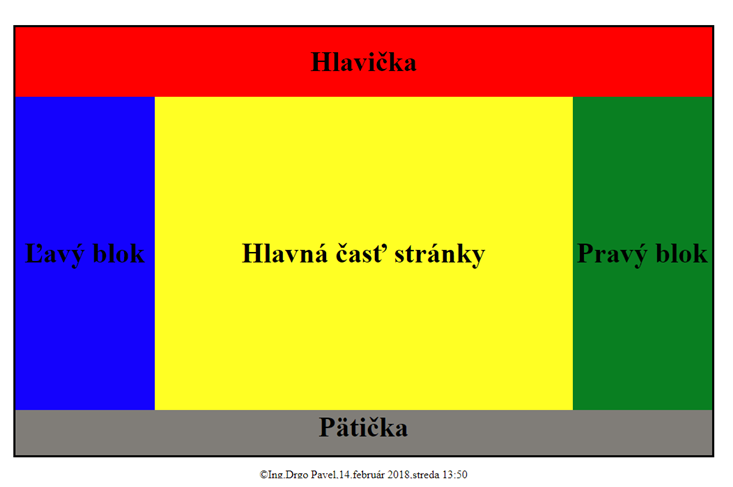 Hlavička
Ľavý blok
Hlavná časť stránky
Pravý blok
Pätička
©Ing.Drgo Pavel,14.február 2018,streda 13:50